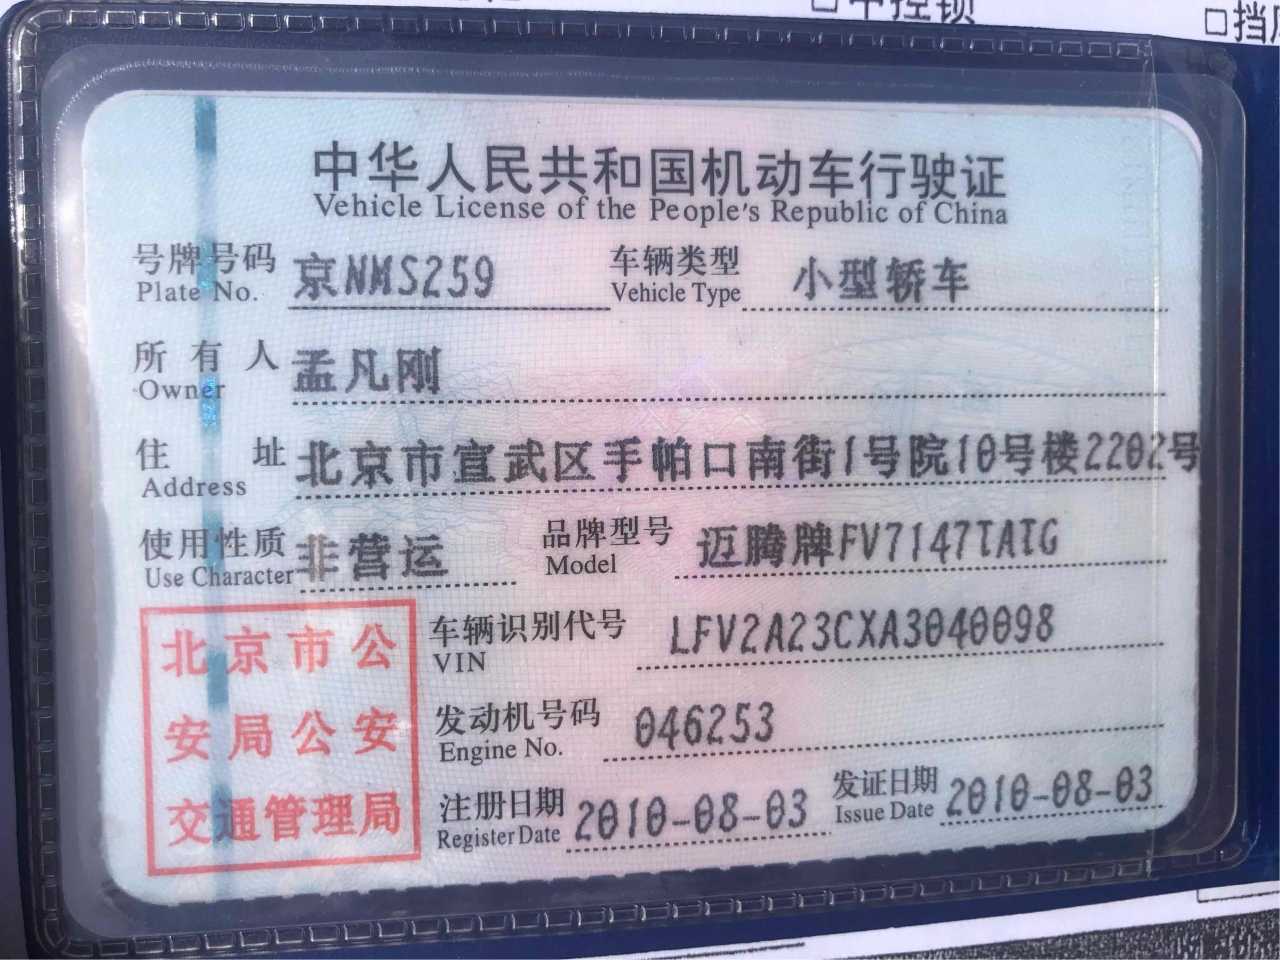 中控锁
中华人民共和国机动车行驶证
Vehicle License of the People's Republic of China
号牌号码 京NMS259 车辆类型 小型轿车
Plate No. Vehicle Type
所有人 孟凡刚
Owner
住址 北京市宣武区手帕口南街1号院10号楼2202号
Address
使用性质 非营运 品牌型号 迈腾牌FV7147TATG
Use Character Model
车辆识别代号 LFV2A23CXA3040098
VIN
发动机号码 046253
Engine No.
注册日期 2010-08-03 发证日期 2010-08-03
Register Date Issue Date
北京市公
安局公安
交通管理局